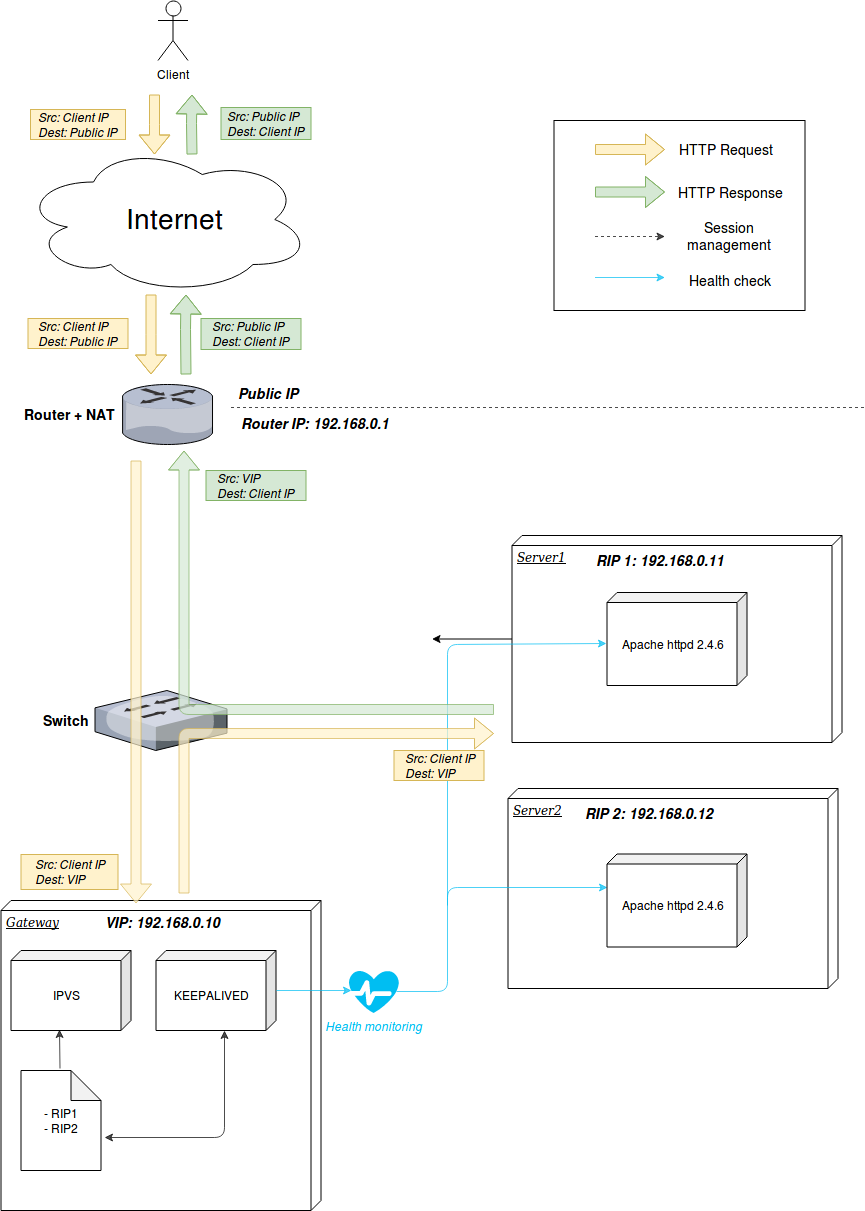 Client
Src: Client IP
Dest: Public IP
Src: Public IP
Dest: Client IP
HTTP Request
HTTP Response
Session
management
Health check
Internet
Src: Client IP
Dest: Public IP
Src: Public IP
Dest: Client IP
Router + NAT
Public IP
Router IP: 192.168.0.1
Src: VIP
Dest: Client IP
Server1
RIP 1: 192.168.0.11
Apache httpd 2.4.6
Switch
Src: Client IP
Dest: VIP
Server2
RIP 2: 192.168.0.12
Apache httpd 2.4.6
Src: Client IP
Dest: VIP
Gateway
VIP: 192.168.0.10
IPVS
KEEPALIVED
Health monitoring
- RIP1
- RIP2